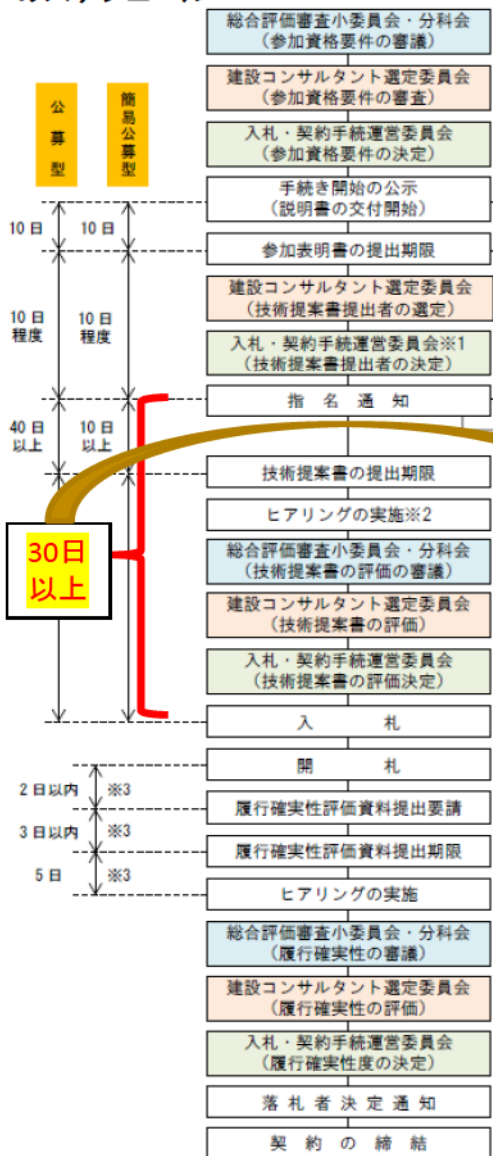 総合評価審査小委員会・分科会
(参加資格要件の審議)
建設コンサルタント選定委員会
(参加資格要件の審査)
公募型
簡易公募型
入札・契約手続運営委員会
(参加資格要件の決定)
手続き開始の公示
(説明書の交付開始)
10日
10日
参加表明書の提出期限
建設コンサルタント選定委員会
(技術提案書提出者の選定)
10日
程度
10日
程度
入札・契約手続運営委員会※1
(技術提案書提出者の決定)
指名通知
40日
以上
10日
以上
技術提案書の提出期限
ヒアリングの実施※2
30日
以上
総合評価審査小委員会・分科会
(技術提案書の評価の審議)
建設コンサルタント選定委員会
(技術提案書の評価)
入札・契約手続運営委員会
(技術提案書の評価決定)
入札
開札
2日以内
※3
履行確実性評価資料提出要請
3日以内
※3
履行確実性評価資料提出期限
5日
※3
ヒアリングの実施
総合評価審査小委員会・分科会
(履行確実性の審議)
建設コンサルタント選定委員会
(履行確実性の評価)
入札・契約手続運営委員会
(履行確実性度の決定)
落札者決定通知
契約の締結